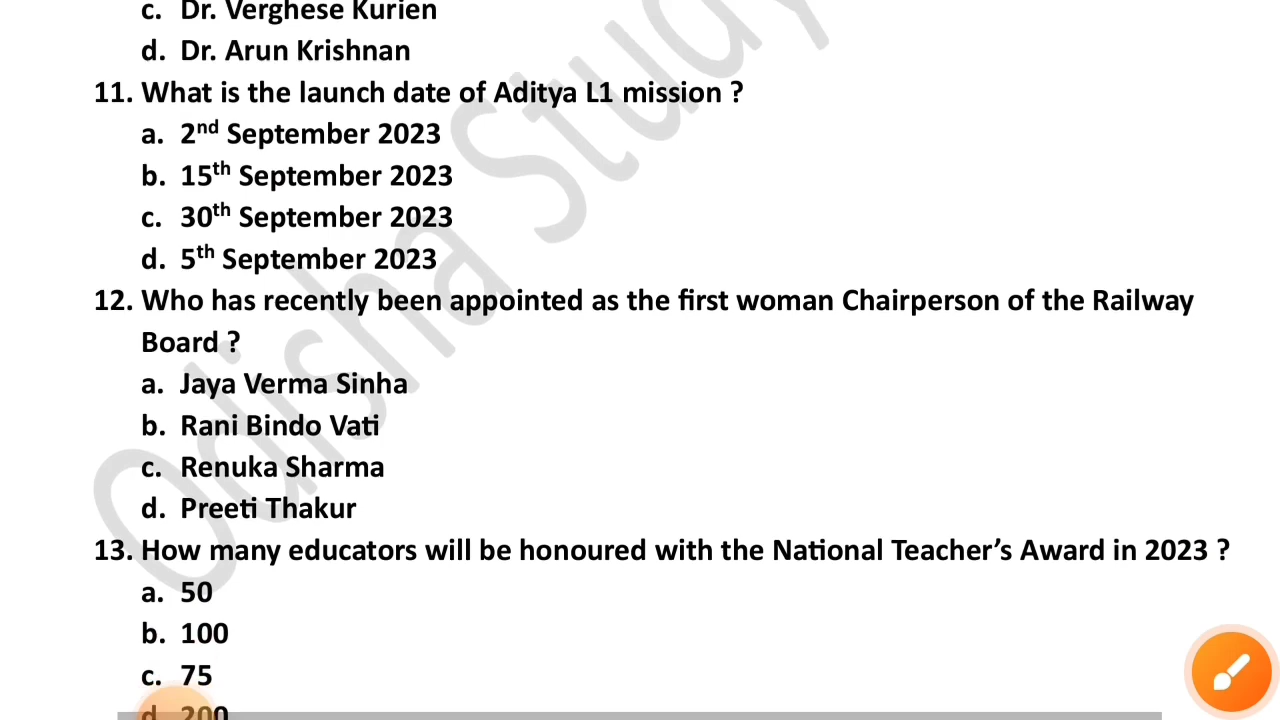 c. Dr. Verghese Kurien
d. Dr. Arun Krishnan
11. What is the launch date of Aditya L1 mission ?
a. 2nd September 2023
b. 15th September 2023
c. 30th September 2023
d. 5th September 2023
12. Who has recently been appointed as the first woman Chairperson of the Railway
Board ?
a. Jaya Verma Sinha
b. Rani Bindo Vati
c. Renuka Sharma
d. Preeti Thakur
13. How many educators will be honoured with the National Teacher’s Award in 2023 ?
a. 50
b. 100
c. 75
d. 200
Odisha Study